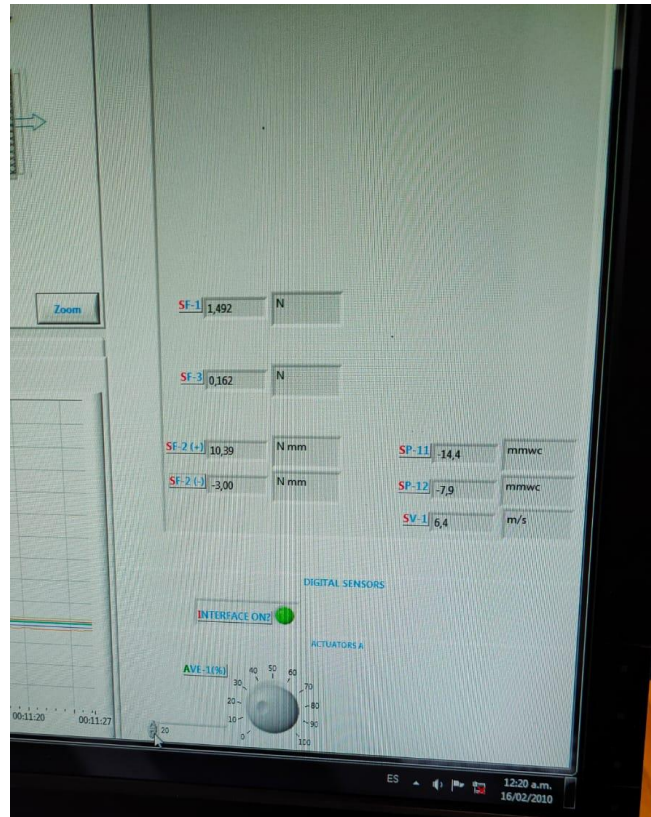 Zoom
SF-1 1,492 N
SF-3 0,162 N
SF-2 (+) 10,39 N mm
SF-2 (-) -3,00 N mm
SP-11 -14,4 mmwc
SP-12 -7,9 mmwc
SV-1 6,4 m/s
DIGITAL SENSORS
INTERFACE ON?
ACTUATORS A
AVE-1(%)
0 10 20 30 40 50 60 70 80 90 100
20
00:11:20 00:11:27
ES 12:20 a.m.
16/02/2010